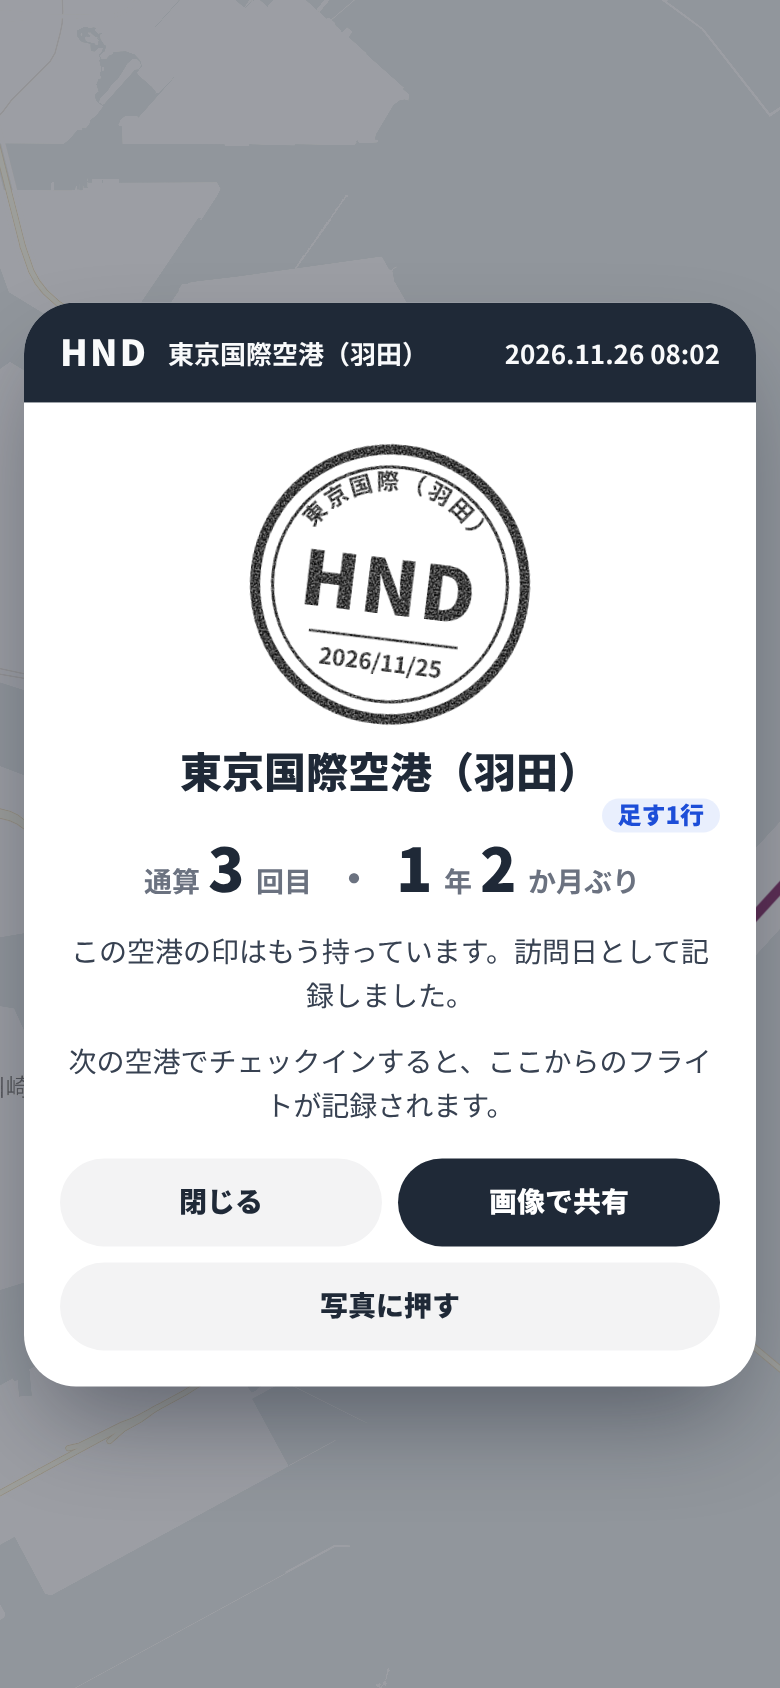 HND 東京国際空港（羽田） 2026.11.26 08:02
東京国際（羽田）
HND
2026/11/25
東京国際空港（羽田）
足す1行
通算 3 回目 ・ 1 年 2 か月ぶり
この空港の印はもう持っています。訪問日として記
録しました。
次の空港でチェックインすると、ここからのフライ
トが記録されます。
閉じる
画像で共有
写真に押す